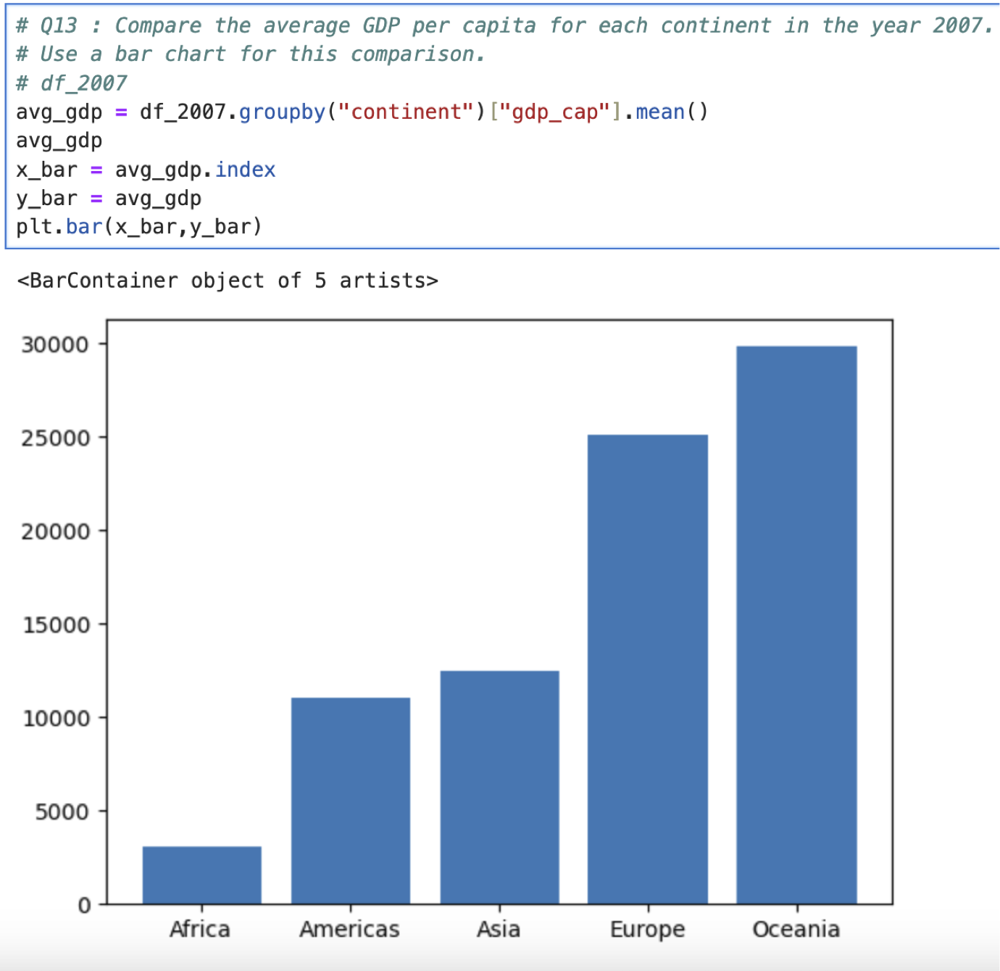 # Q13 : Compare the average GDP per capita for each continent in the year 2007.
# Use a bar chart for this comparison.
# df_2007
avg_gdp = df_2007.groupby("continent")["gdp_cap"].mean()
avg_gdp
x_bar = avg_gdp.index
y_bar = avg_gdp
plt.bar(x_bar,y_bar)
<BarContainer object of 5 artists>
30000
25000
20000
15000
10000
5000
0
Africa Americas Asia Europe Oceania